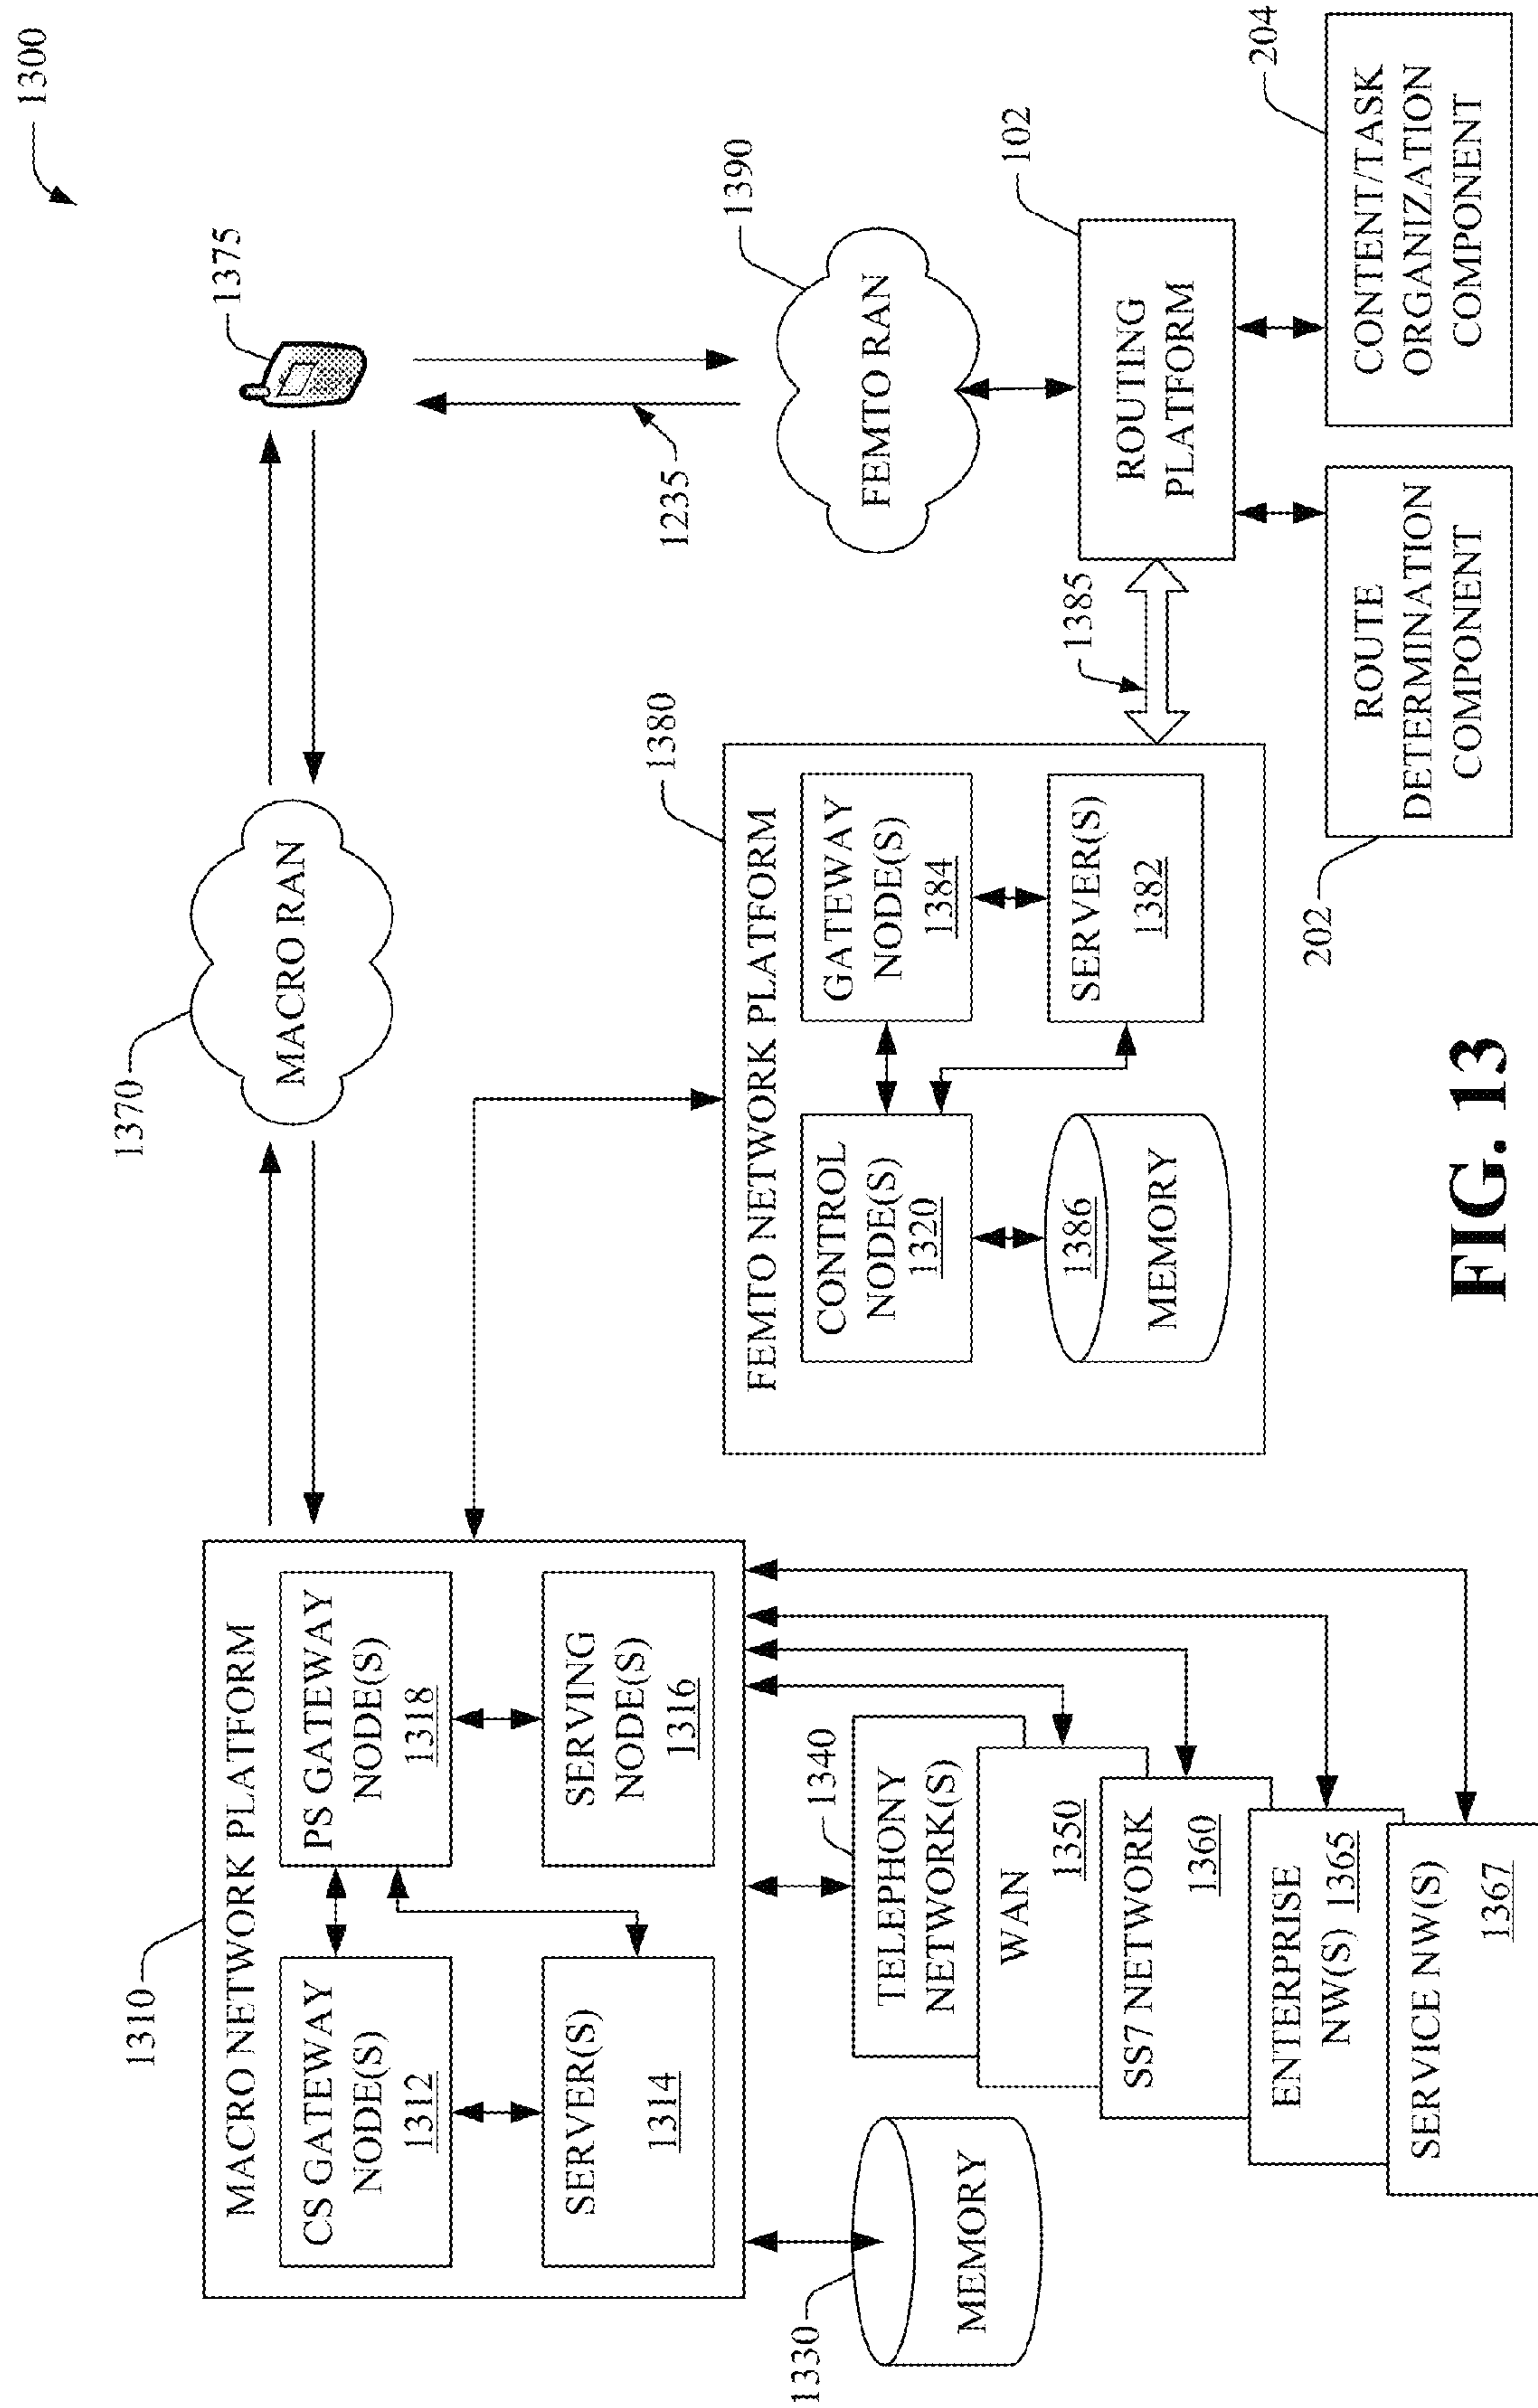 1300
1310
MACRO NETWORK PLATFORM
CS GATEWAY
NODE(S)
1312
PS GATEWAY
NODE(S)
1318
SERVER(S)
1314
SERVING
NODE(S)
1316
1370
MACRO RAN
1375
1235
1390
FEMTO RAN
1330
MEMORY
1340
TELEPHONY
NETWORK(S)
WAN
1350
SS7 NETWORK
1360
ENTERPRISE
NW(S) 1365
SERVICE NW(S)
1367
1380
FEMTO NETWORK PLATFORM
CONTROL
NODE(S)
1320
GATEWAY
NODE(S)
1384
1386
MEMORY
SERVER(S)
1382
1385
102
ROUTING
PLATFORM
202
ROUTE
DETERMINATION
COMPONENT
204
CONTENT/TASK
ORGANIZATION
COMPONENT
FIG. 13